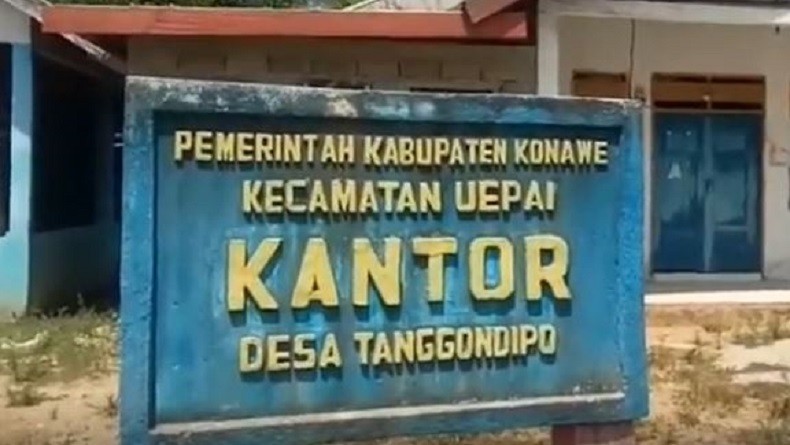 PEMERINTAH KABUPATEN KONAWE
KECAMATAN UEPAI
KANTOR
DESA TANGGONDIPO